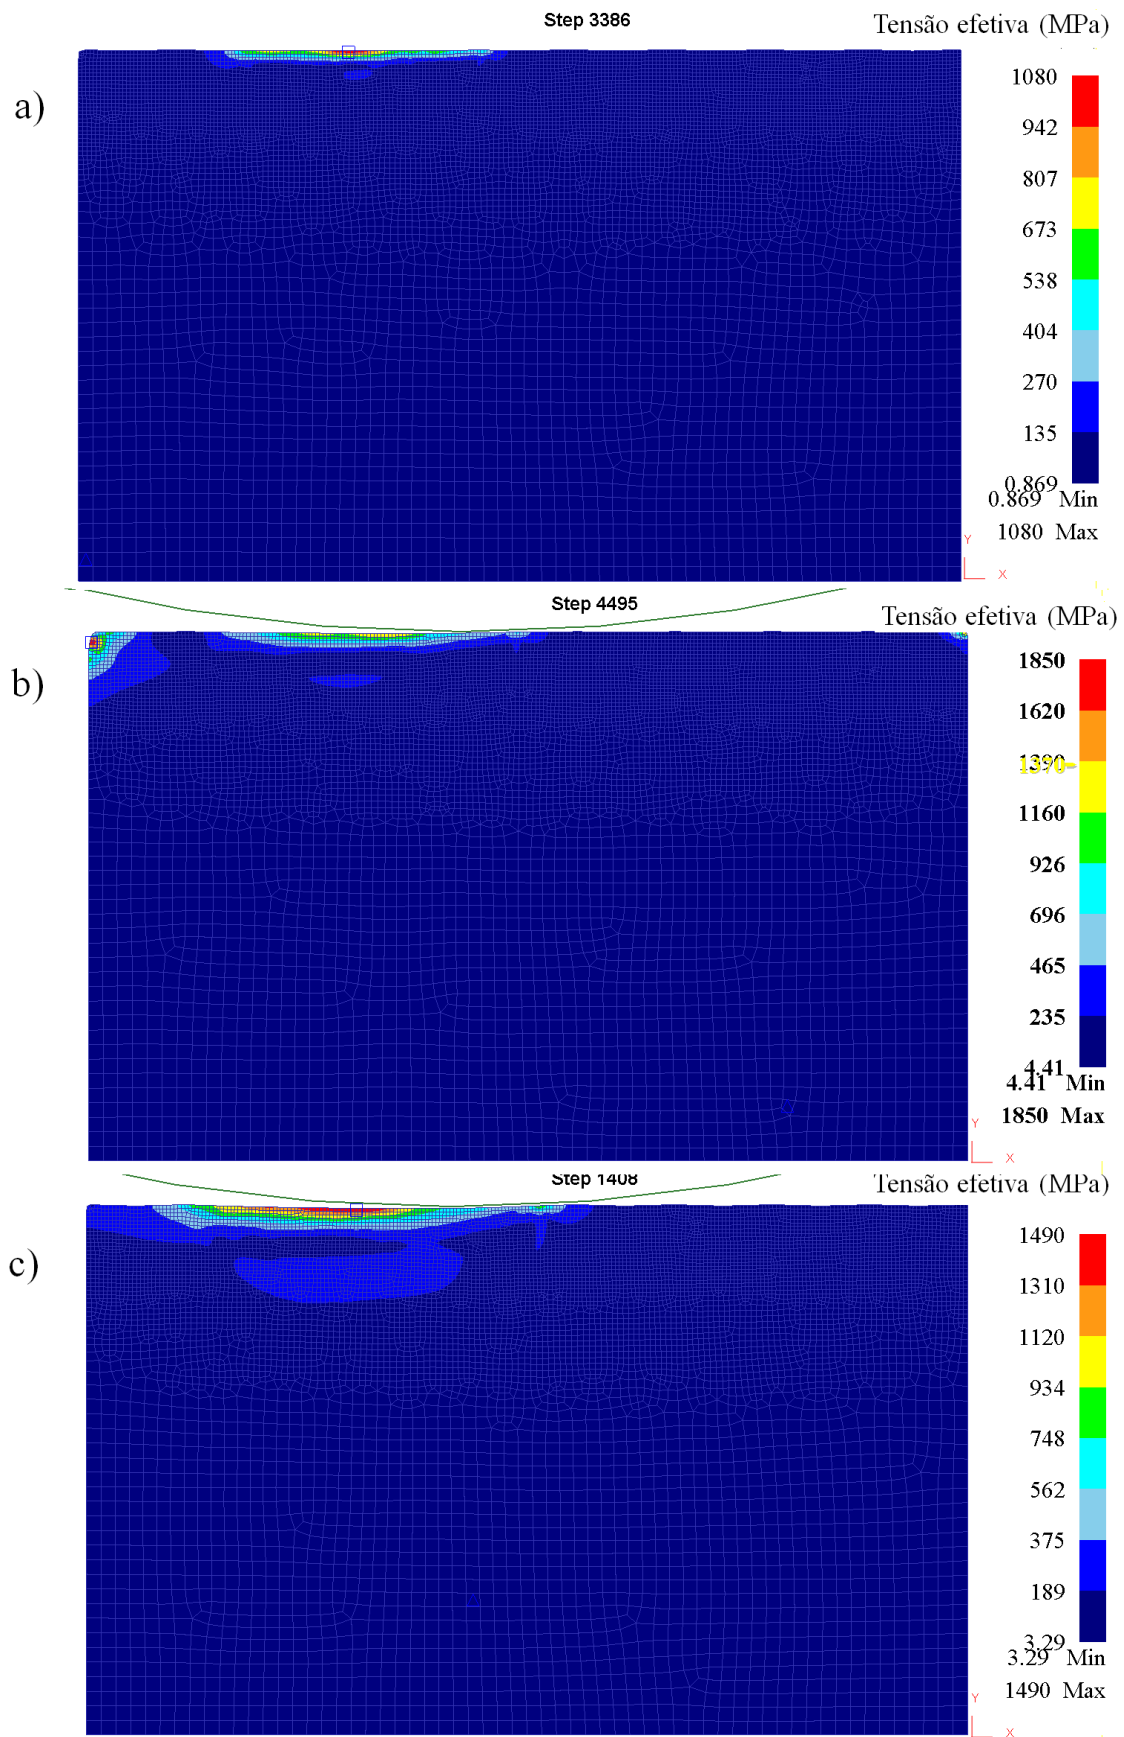 Step 3386
Tensão efetiva (MPa)
a)
1080
942
807
673
538
404
270
135
0.869
0.869 Min
1080 Max
Y
X
Step 4495
Tensão efetiva (MPa)
b)
1850
1620
1390
1370
1160
926
696
465
235
4.41
4.41 Min
1850 Max
Y
X
Step 1408
Tensão efetiva (MPa)
c)
1490
1310
1120
934
748
562
375
189
3.29
3.29 Min
1490 Max
Y
X